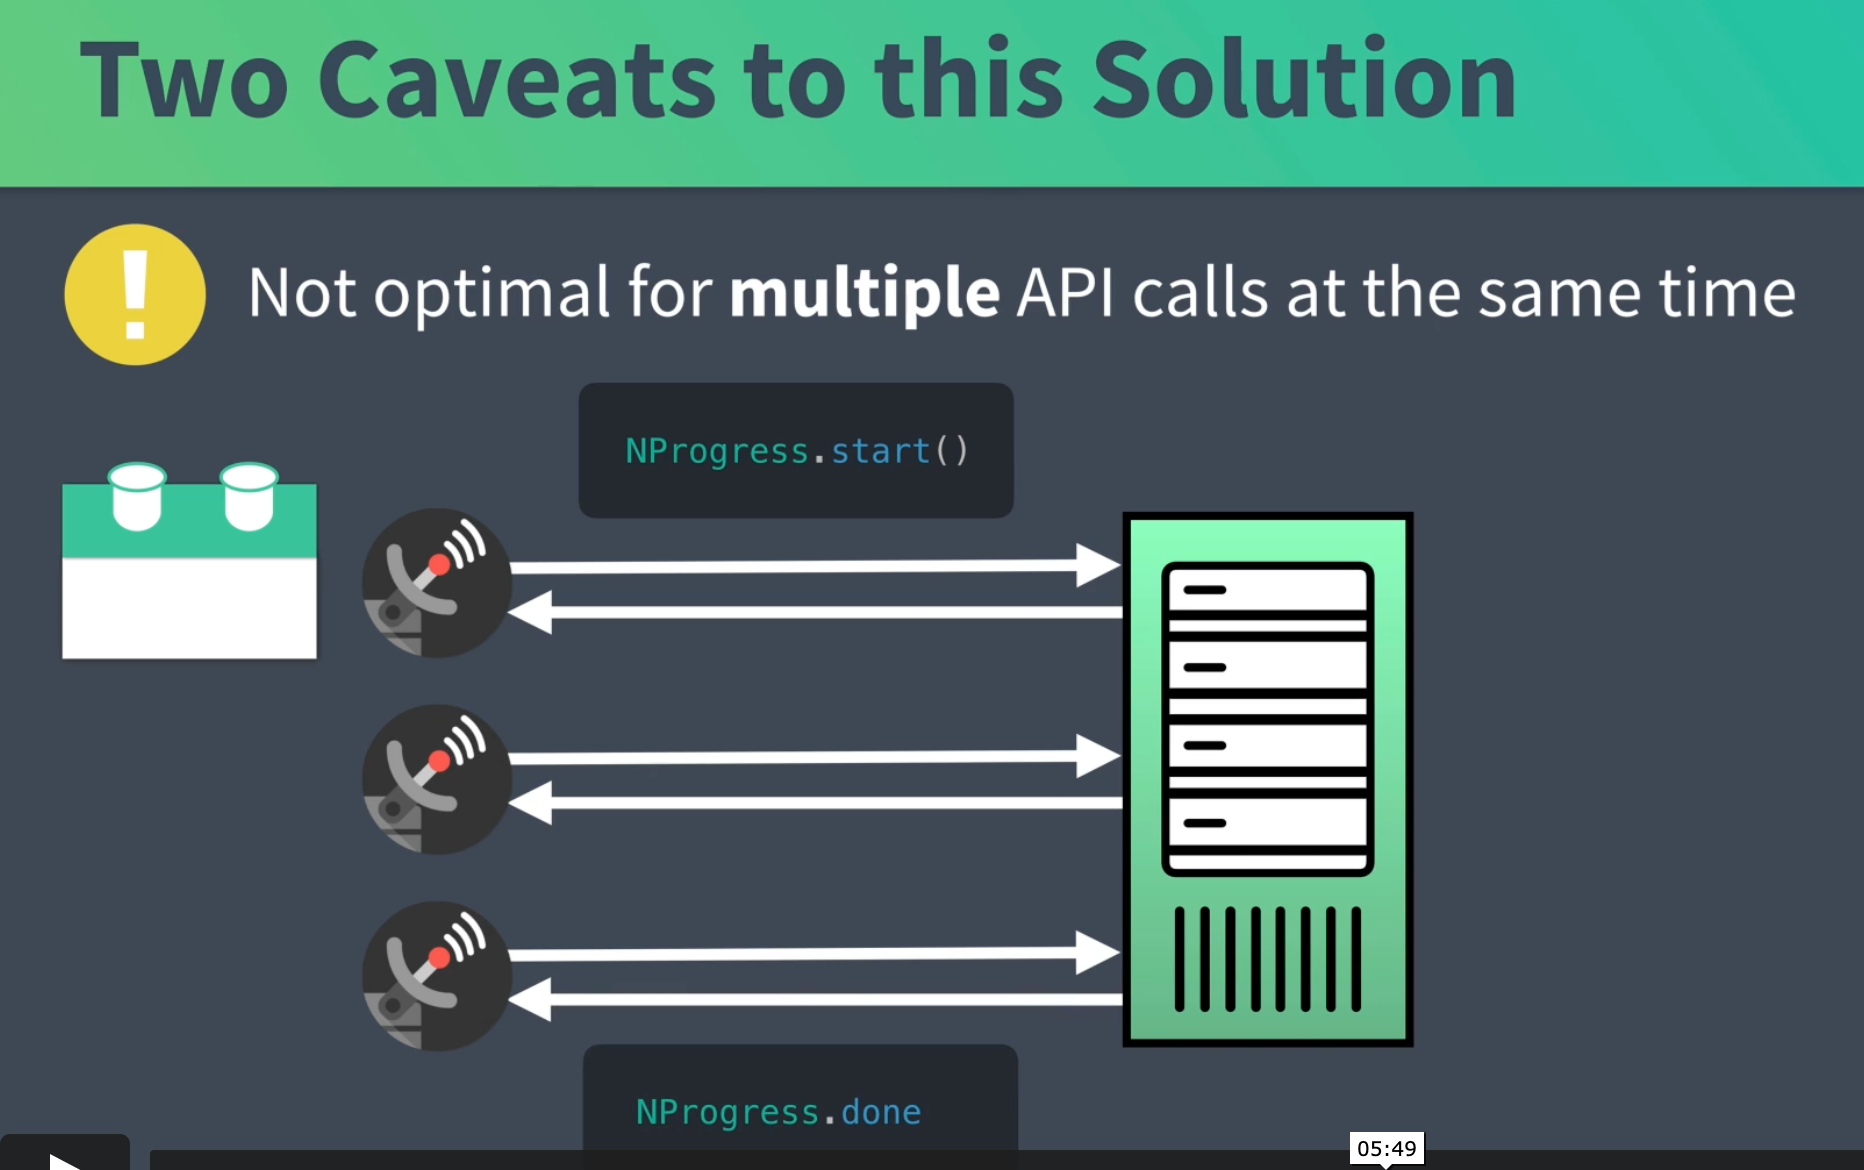 Two Caveats to this Solution
! Not optimal for multiple API calls at the same time
NProgress.start()
NProgress.done
05:49